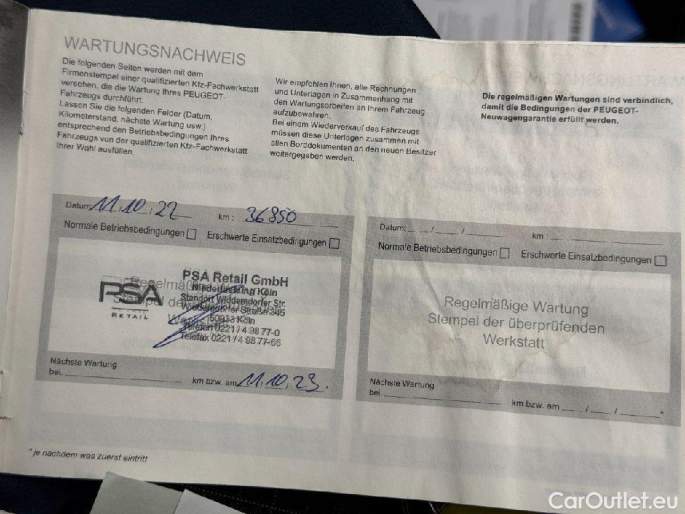 WARTUNGSNACHWEIS
Die folgenden Seiten werden mit dem
Firmenstempel einer qualifizierten Kfz-Fachwerkstatt
versehen, die die Wartung Ihres PEUGEOT
Fahrzeugs durchführt.
Lassen Sie die folgenden Felder (Datum,
Kilometerstand, nächste Wartung usw.)
entsprechend den Betriebsbedingungen Ihres
Fahrzeugs von der qualifizierten Kfz-Fachwerkstatt
Ihrer Wahl ausfüllen.
Wir empfehlen Ihnen, alle Rechnungen
und Unterlagen in Zusammenhang mit
den Wartungsarbeiten an Ihrem Fahrzeug
aufzubewahren.
Bei einem Wiederverkauf des Fahrzeugs
müssen diese Unterlagen zusammen mit
allen Borddokumenten an den neuen Besitzer
weitergegeben werden.
Die regelmäßigen Wartungen sind verbindlich,
damit die Bedingungen der PEUGEOT-
Neuwagengarantie erfüllt werden.
Datum: 11.10.22 km : 36850
Normale Betriebsbedingungen Erschwerte Einsatzbedingungen
PSA
RETAIL
PSA Retail GmbH
Niederlassung Köln
Standort Widdersdorfer Str.
50933 Köln
Telefon 0221 / 4 98 77-0
Telefax 0221 / 4 98 77-66
Nächste Wartung
bei km bzw. am 11.10.23.
Datum: __ / __ / __ km :
Normale Betriebsbedingungen Erschwerte Einsatzbedingungen
Regelmäßige Wartung
Stempel der überprüfenden
Werkstatt
Nächste Wartung
bei km bzw. am __ / __ / __ *
* je nachdem was zuerst eintritt
CarOutlet.eu